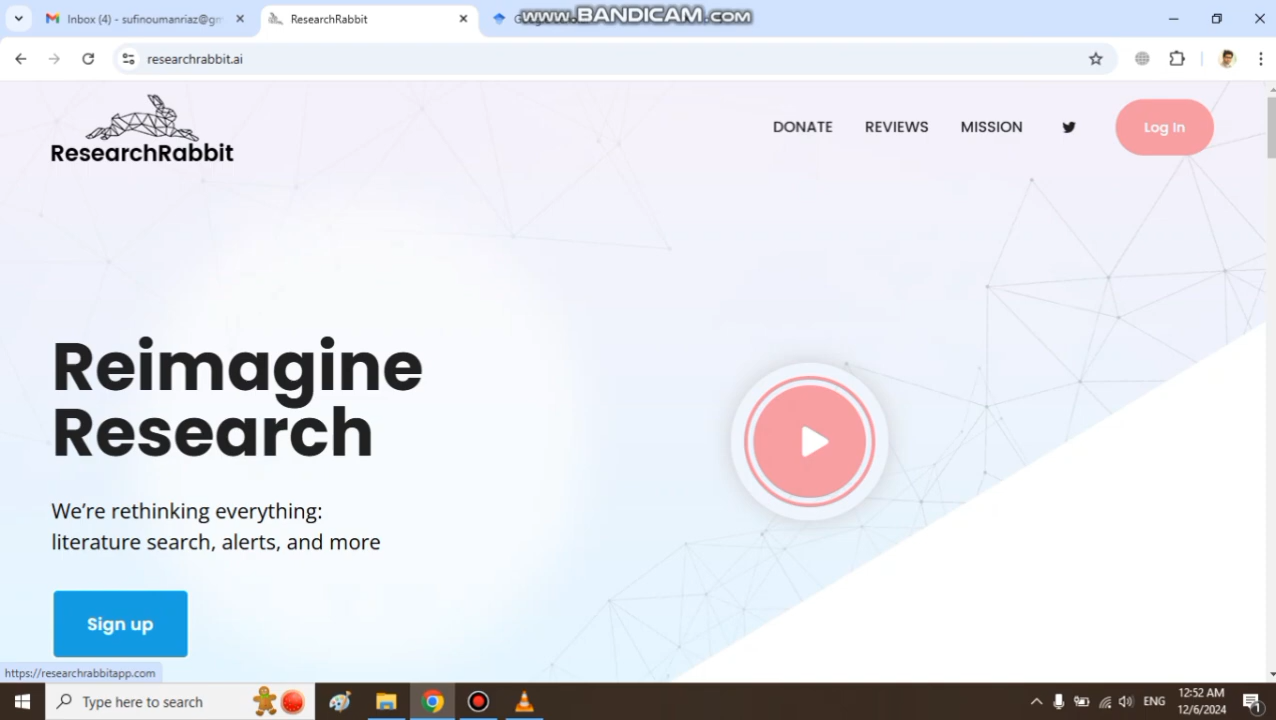 Inbox (4) - sufinoumanriaz@gm
ResearchRabbit
www.BANDICAM.com
researchrabbit.ai
ResearchRabbit
DONATE
REVIEWS
MISSION
Log In
Reimagine
Research
We're rethinking everything:
literature search, alerts, and more
Sign up
https://researchrabbitapp.com
Type here to search
ENG
12:52 AM
12/6/2024
1